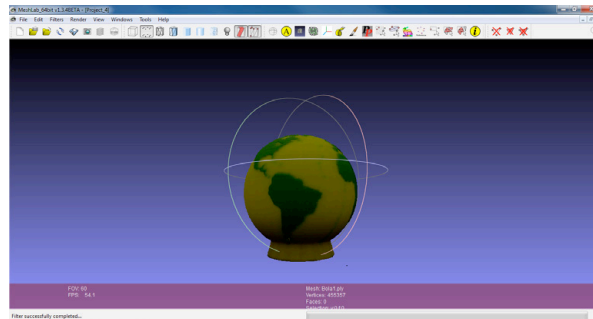 MeshLab_64bit v1.3.4BETA - [Project_4]
File Edit Filters Render View Windows Tools Help
FOV: 60
FPS: 54.1
Mesh: Bola1.ply
Vertices: 455357
Faces: 0
Filter successfully completed...